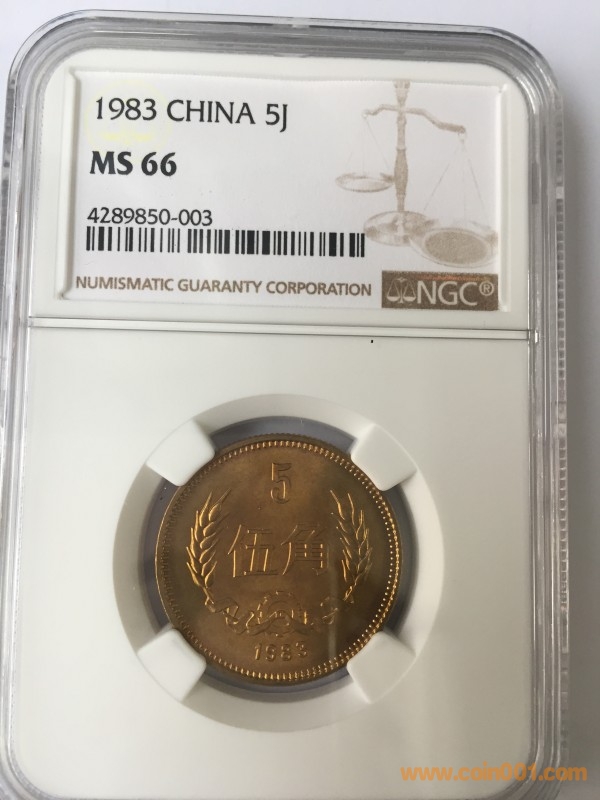 1983 CHINA 5J
MS 66
4289850-003
NUMISMATIC GUARANTY CORPORATION
NGC®
5
伍角
1983
www.coin001.com